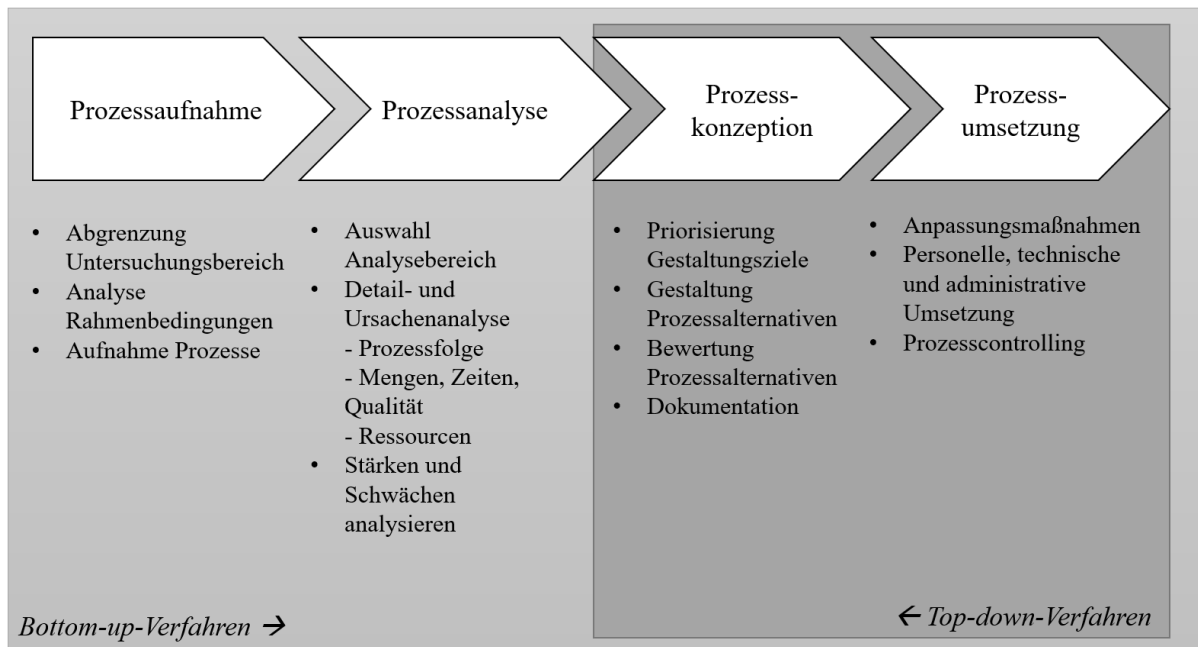 Prozessaufnahme
Prozessanalyse
Prozess-
konzeption
Prozess-
umsetzung
• Abgrenzung
Untersuchungsbereich
• Analyse
Rahmenbedingungen
• Aufnahme Prozesse
• Auswahl
Analysebereich
• Detail- und
Ursachenanalyse
- Prozessfolge
- Mengen, Zeiten,
Qualität
- Ressourcen
• Stärken und
Schwächen
analysieren
• Priorisierung
Gestaltungsziele
• Gestaltung
Prozessalternativen
• Bewertung
Prozessalternativen
• Dokumentation
• Anpassungsmaßnahmen
• Personelle, technische
und administrative
Umsetzung
• Prozesscontrolling
Bottom-up-Verfahren →
← Top-down-Verfahren